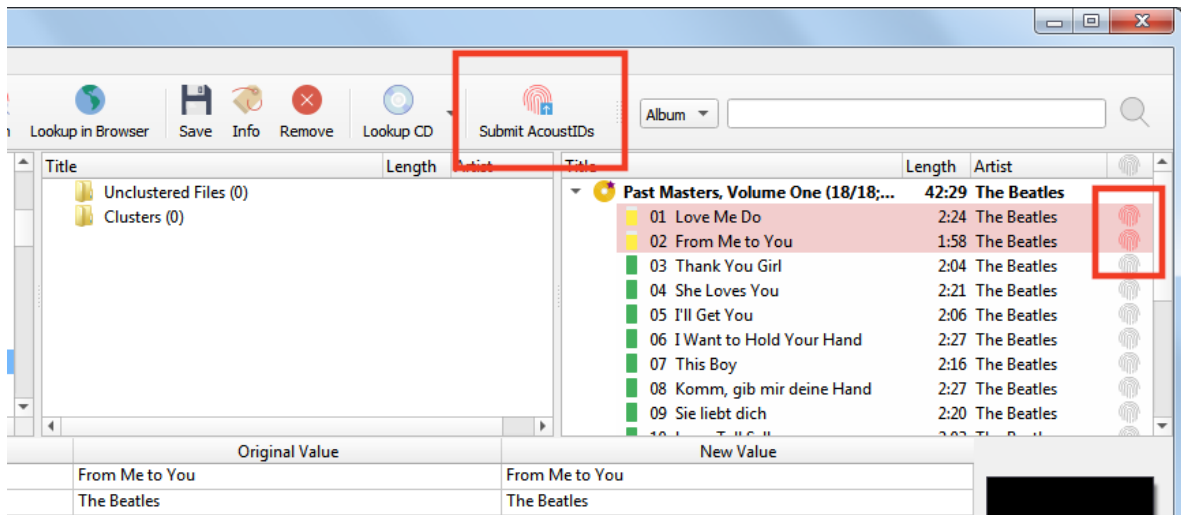 Lookup in Browser Save Info Remove Lookup CD Submit AcoustIDs Album
Title Length Artist Title Length Artist
Unclustered Files (0)
Clusters (0)
Past Masters, Volume One (18/18;... 42:29 The Beatles
01 Love Me Do 2:24 The Beatles
02 From Me to You 1:58 The Beatles
03 Thank You Girl 2:04 The Beatles
04 She Loves You 2:21 The Beatles
05 I'll Get You 2:06 The Beatles
06 I Want to Hold Your Hand 2:27 The Beatles
07 This Boy 2:16 The Beatles
08 Komm, gib mir deine Hand 2:27 The Beatles
09 Sie liebt dich 2:20 The Beatles
Original Value New Value
From Me to You From Me to You
The Beatles The Beatles